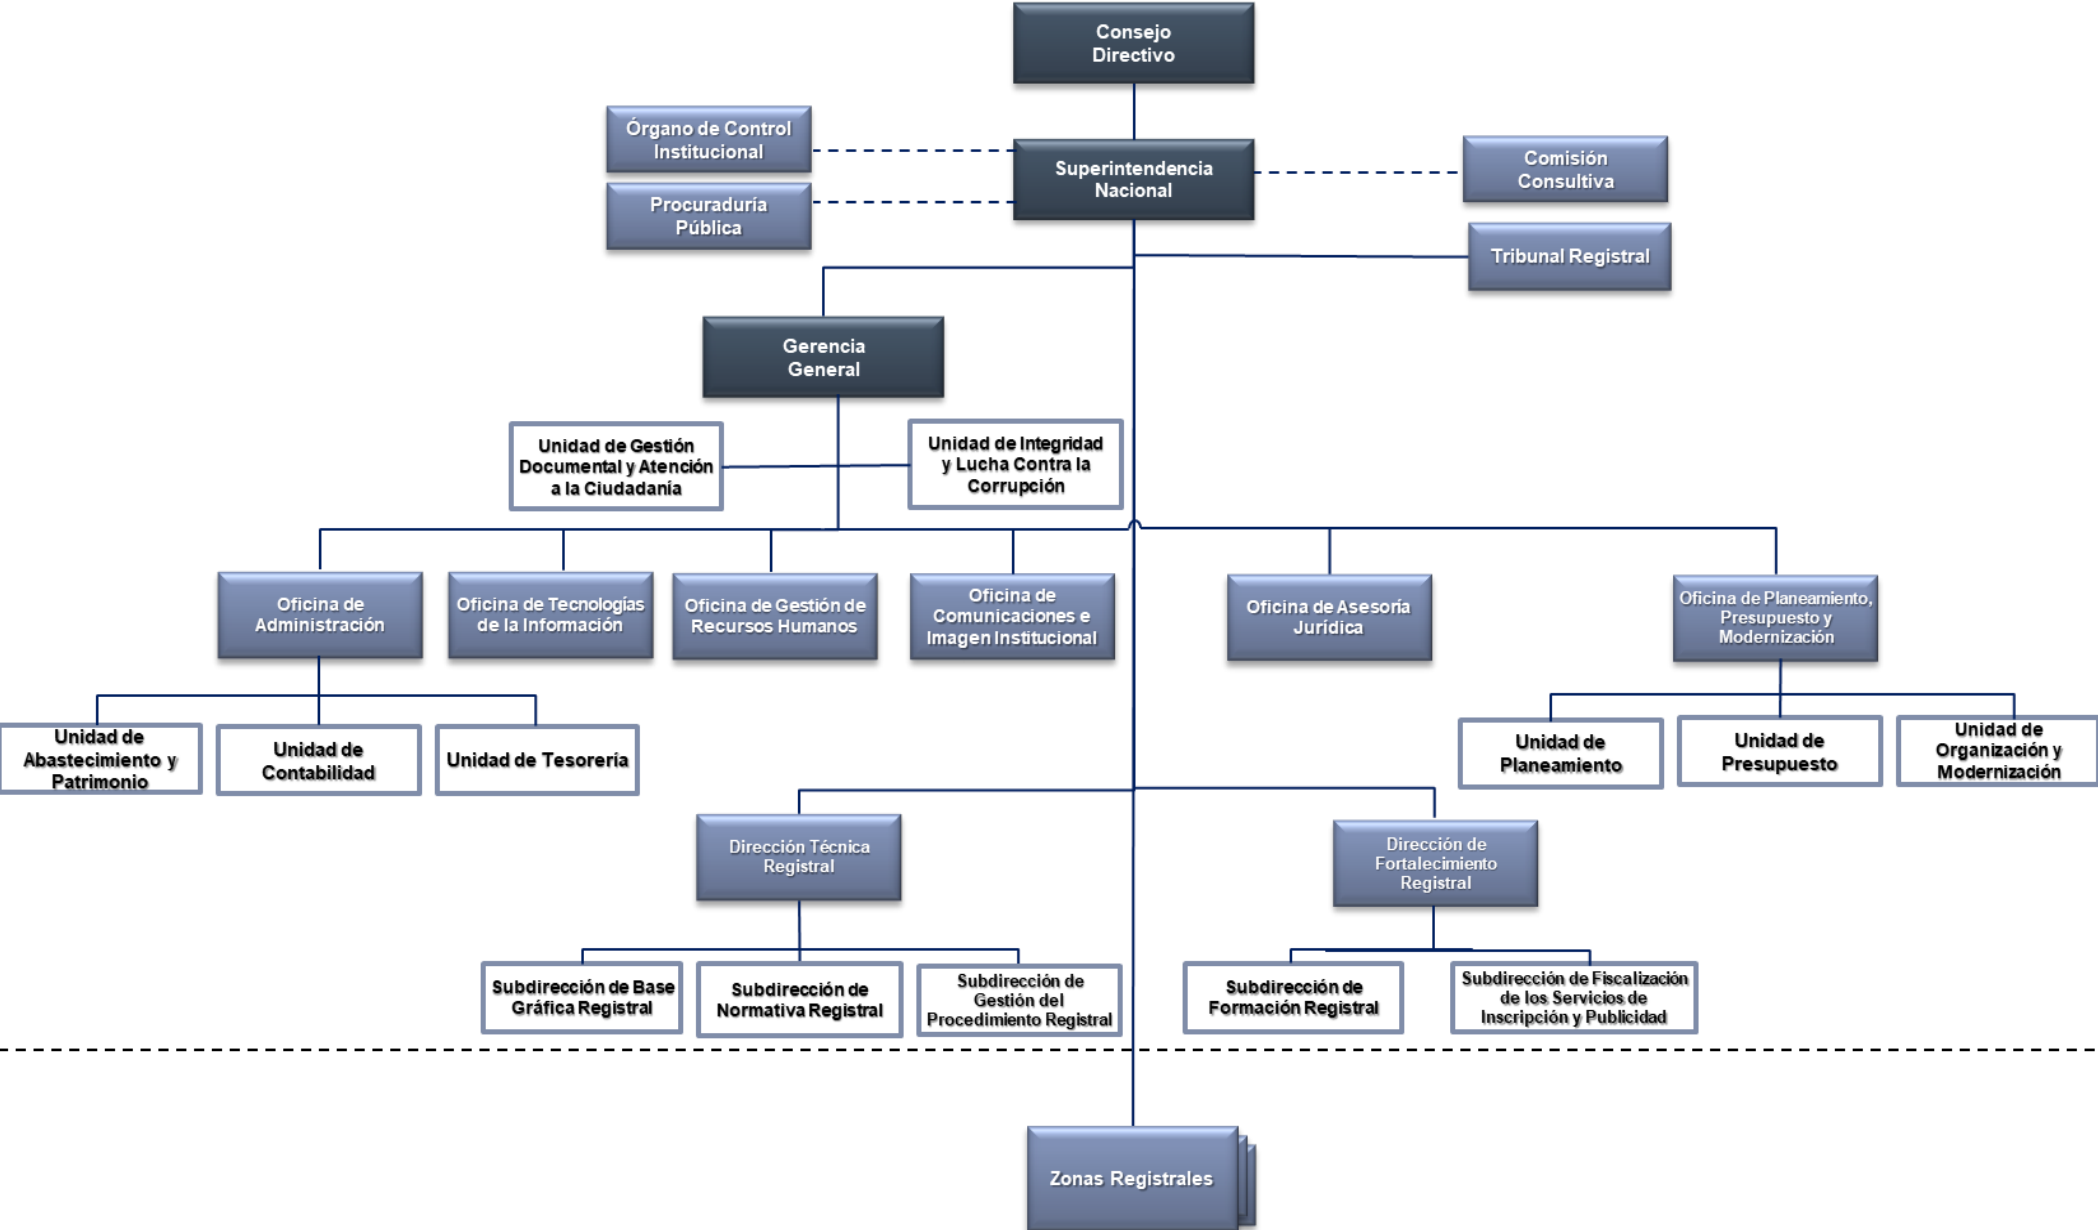 Consejo
Directivo
Órgano de Control
Institucional
Superintendencia
Nacional
Comisión
Consultiva
Procuraduría
Pública
Tribunal Registral
Gerencia
General
Unidad de Gestión
Documental y Atención
a la Ciudadanía
Unidad de Integridad
y Lucha Contra la
Corrupción
Oficina de
Administración
Oficina de Tecnologías
de la Información
Oficina de Gestión de
Recursos Humanos
Oficina de
Comunicaciones e
Imagen Institucional
Oficina de Asesoría
Jurídica
Oficina de Planeamiento,
Presupuesto y
Modernización
Unidad de
Abastecimiento y
Patrimonio
Unidad de
Contabilidad
Unidad de Tesorería
Unidad de
Planeamiento
Unidad de
Presupuesto
Unidad de
Organización y
Modernización
Dirección Técnica
Registral
Dirección de
Fortalecimiento
Registral
Subdirección de Base
Gráfica Registral
Subdirección de
Normativa Registral
Subdirección de
Gestión del
Procedimiento Registral
Subdirección de
Formación Registral
Subdirección de Fiscalización
de los Servicios de
Inscripción y Publicidad
Zonas Registrales